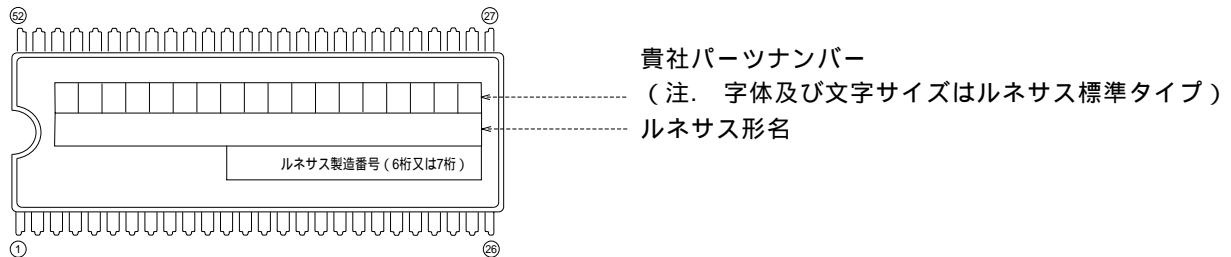 52 27
貴社パーツナンバー
(注. 字体及び文字サイズはルネサス標準タイプ)
ルネサス形名
ルネサス製造番号(6桁又は7桁)
1 26